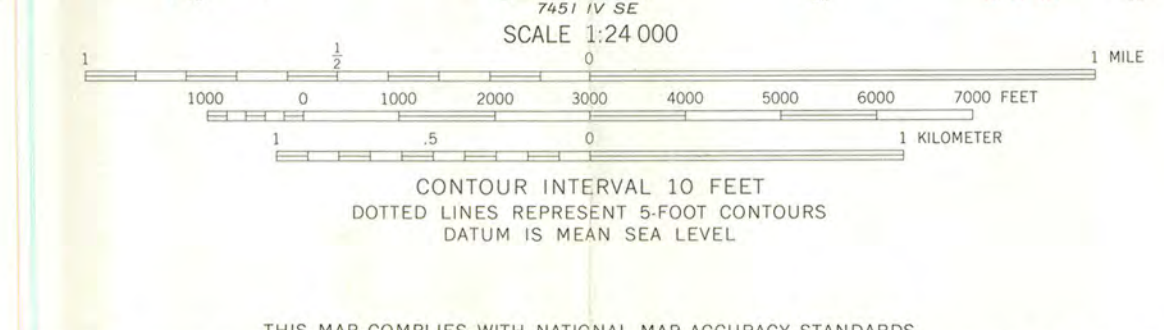 7451 IV SE
SCALE 1:24 000
1 1/2 0 1 MILE
1000 0 1000 2000 3000 4000 5000 6000 7000 FEET
1 .5 0 1 KILOMETER
CONTOUR INTERVAL 10 FEET
DOTTED LINES REPRESENT 5-FOOT CONTOURS
DATUM IS MEAN SEA LEVEL
THIS MAP COMPLIES WITH NATIONAL MAP ACCURACY STANDARDS